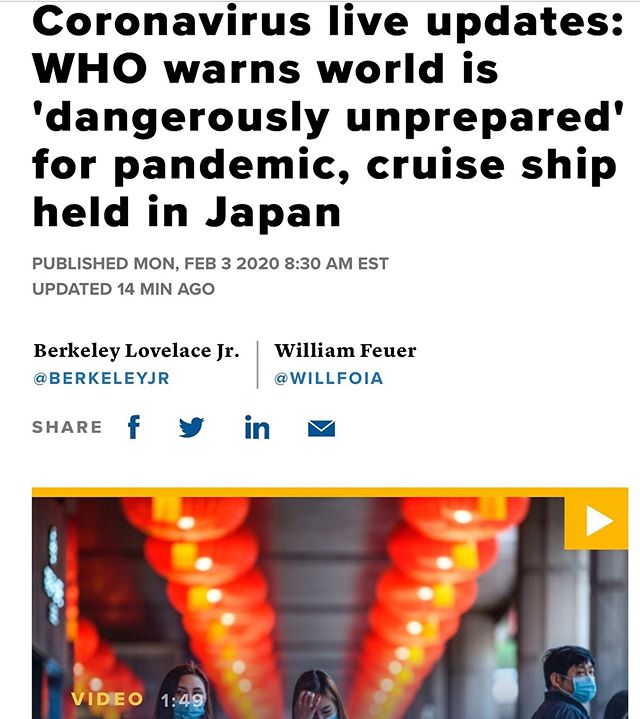 Coronavirus live updates:
WHO warns world is
'dangerously unprepared'
for pandemic, cruise ship
held in Japan
PUBLISHED MON, FEB 3 2020 8:30 AM EST
UPDATED 14 MIN AGO
Berkeley Lovelace Jr.
@BERKELEYJR
William Feuer
@WILLFOIA
SHARE
VIDEO 1:49